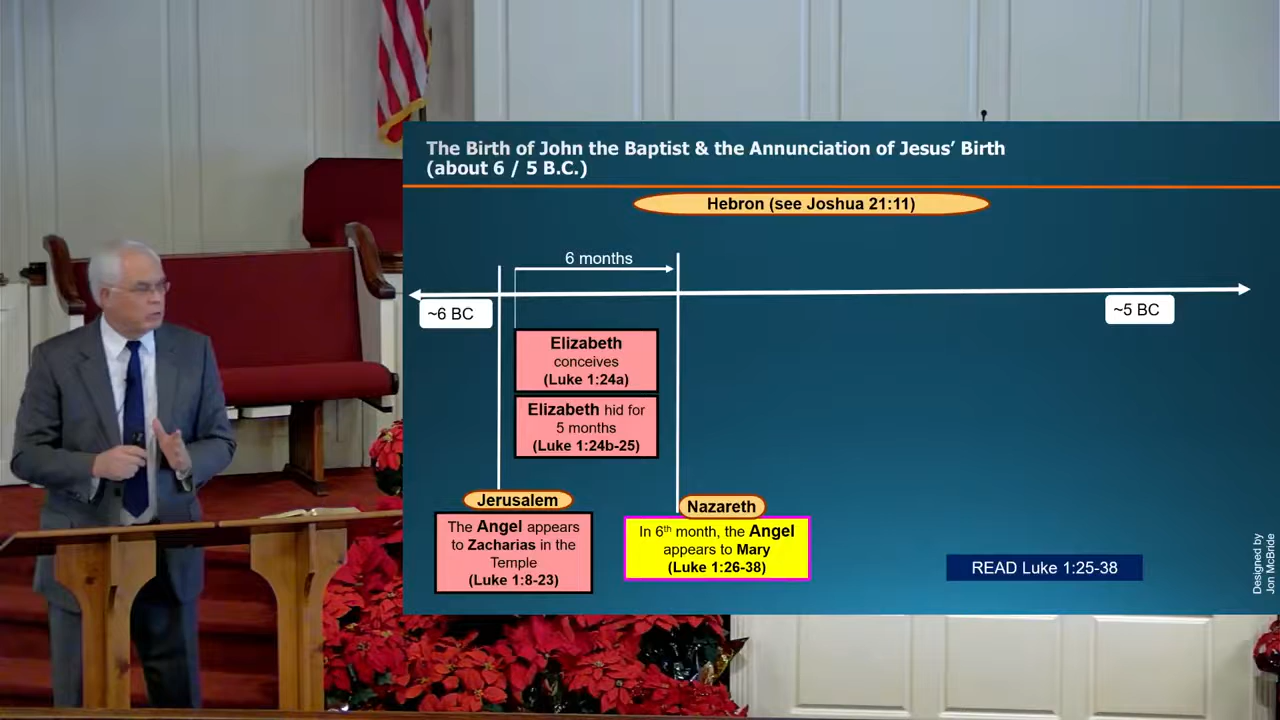 The Birth of John the Baptist & the Annunciation of Jesus’ Birth
(about 6 / 5 B.C.)
Hebron (see Joshua 21:11)
6 months
~6 BC
~5 BC
Elizabeth
conceives
(Luke 1:24a)
Elizabeth hid for
5 months
(Luke 1:24b-25)
Jerusalem
The Angel appears
to Zacharias in the
Temple
(Luke 1:8-23)
Nazareth
In 6th month, the Angel
appears to Mary
(Luke 1:26-38)
READ Luke 1:25-38
Designed by
Jon McBride